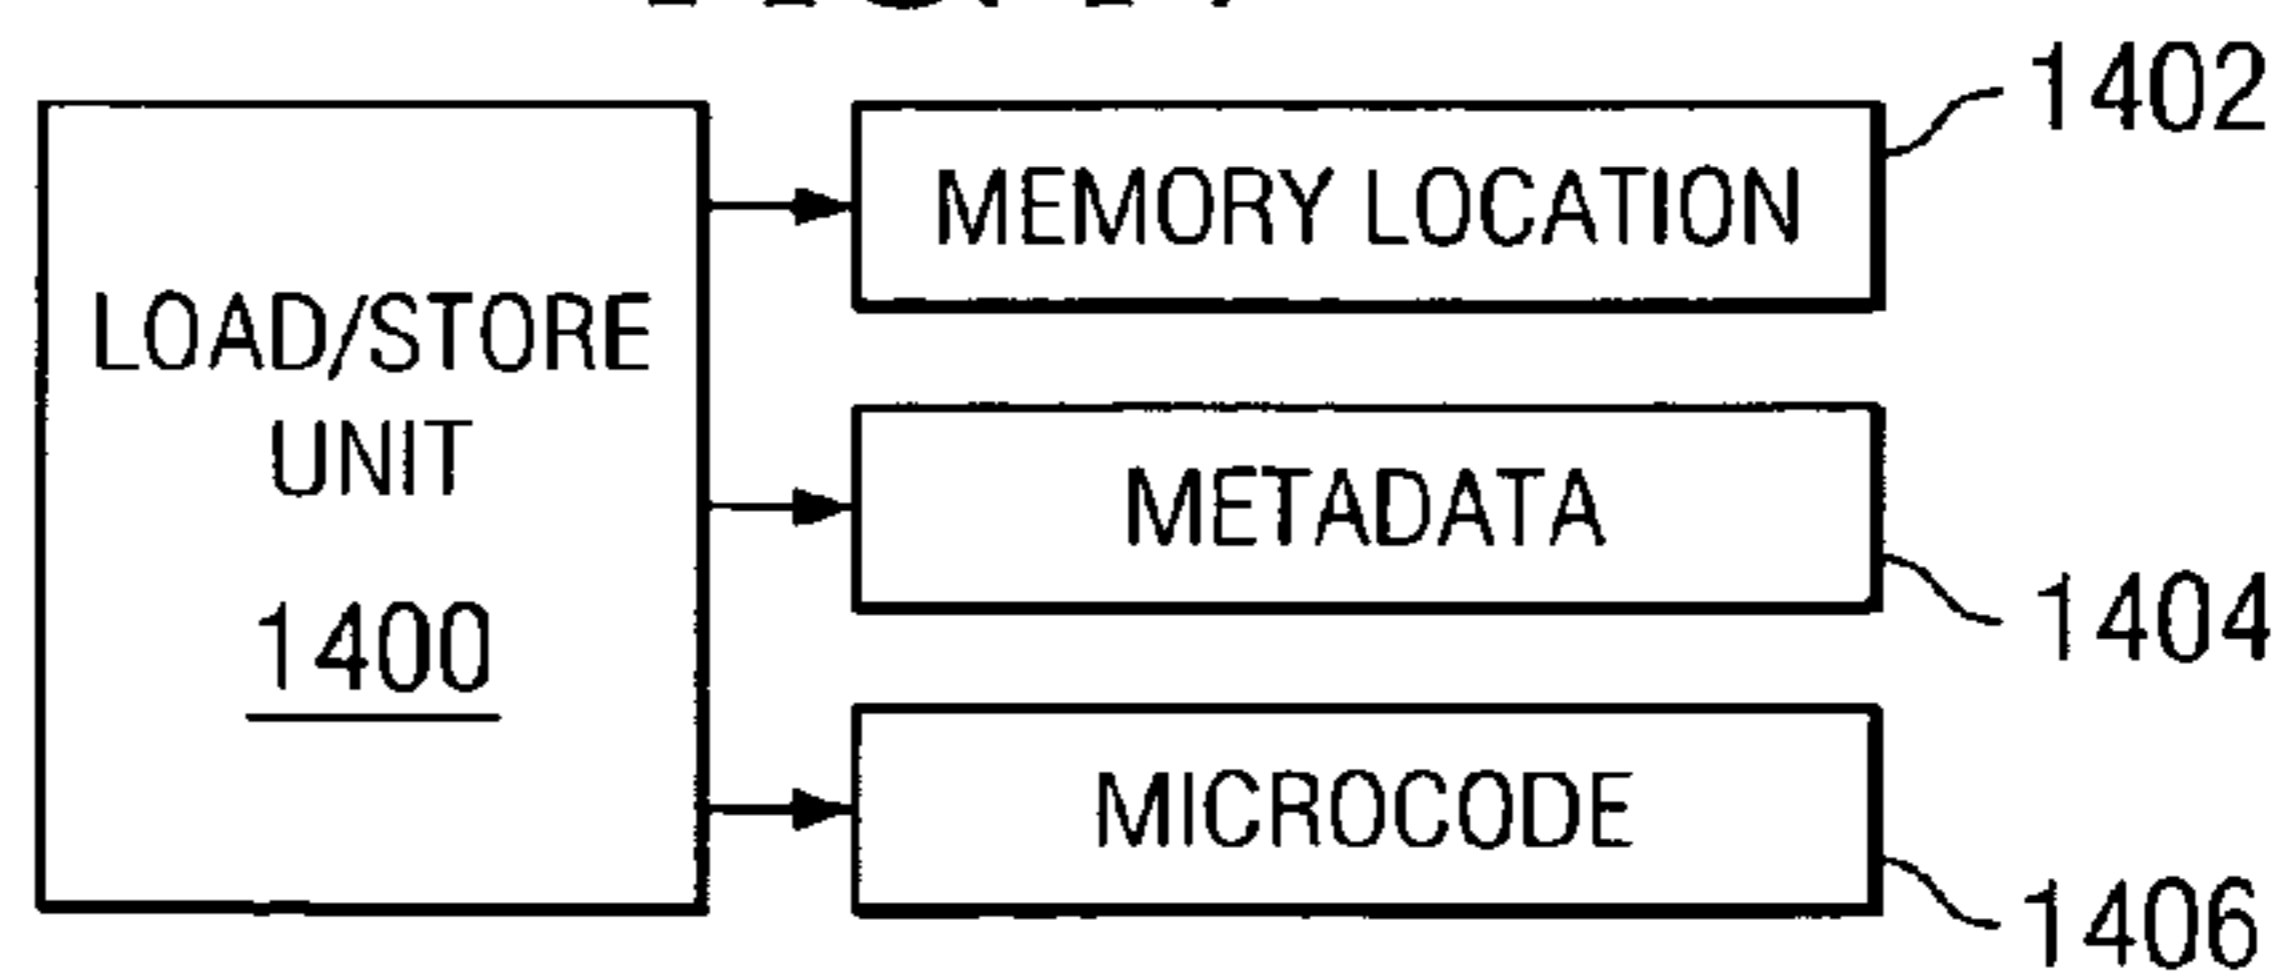 1402
MEMORY LOCATION
LOAD/STORE
UNIT
1400
METADATA
1404
MICROCODE
1406